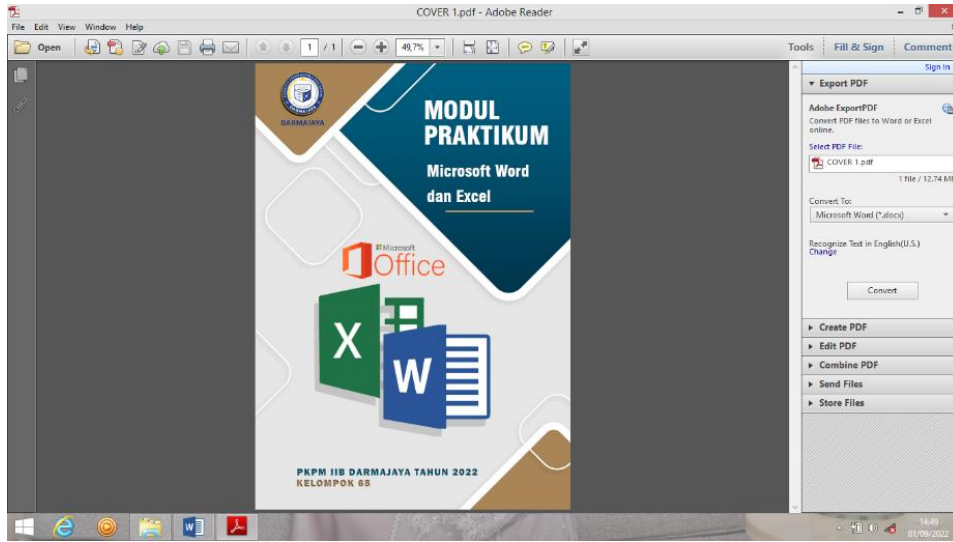 COVER 1.pdf - Adobe Reader
File Edit View Window Help
Open
1 / 1
49,7%
Tools Fill & Sign Comment
Sign In
Export PDF
Adobe ExportPDF
Convert PDF files to Word or Excel
online.
Select PDF File:
COVER 1.pdf
1 file / 12.74 MB
Convert To:
Microsoft Word (*.docx)
Recognize Text in English(U.S.)
Change
Convert
Create PDF
Edit PDF
Combine PDF
Send Files
Store Files
DARMAJAYA
MODUL
PRAKTIKUM
Microsoft Word
dan Excel
Microsoft
Office
X
W
PKPM IIB DARMAJAYA TAHUN 2022
KELOMPOK 65
W
14:49
01/09/2022